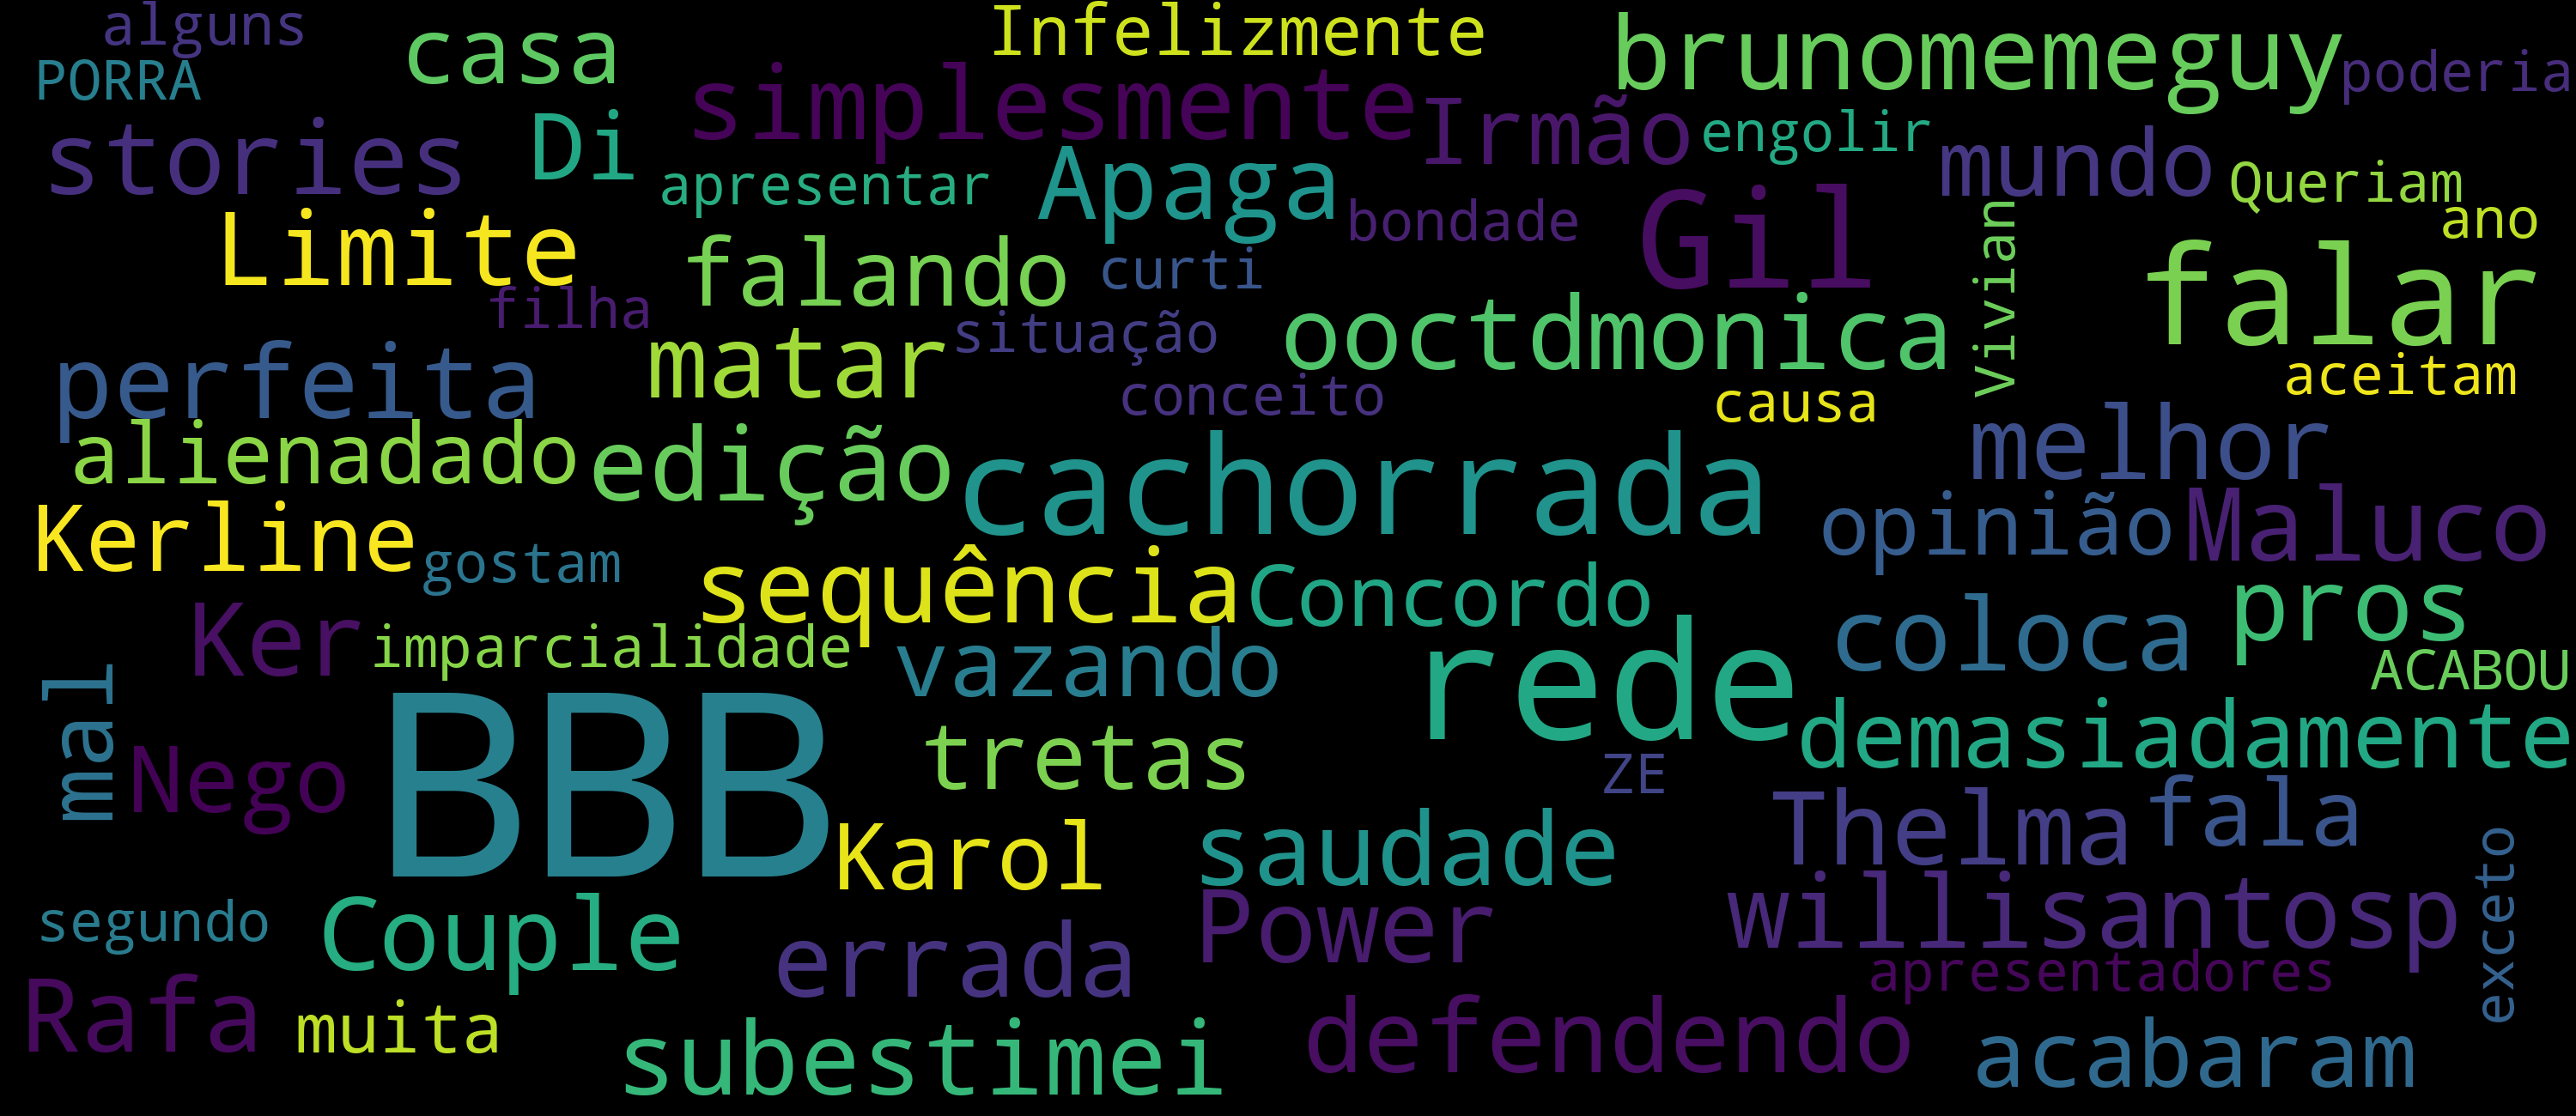 alguns
Infelizmente
casa
brunomemeguy
PORRA
simplesmente
poderia
stories
Di
Irmão
engolir
mundo
apresentar
Apaga
Queriam
Limite
bondade
Gil
ano
falando
curti
vivian
falar
filha
situação
ooctdmonica
perfeita
matar
conceito
causa
aceitam
alienadado
edição
cachorrada
melhor
Kerline
gostam
opinião
Maluco
sequência
Concordo
Ker
imparcialidade
coloca
pros
mal
vazando
rede
ACABOU
Nego
BBB
tretas
ZE
demasiadamente
Karol
saudade
Thelma
fala
segundo
Couple
errada
Power
willisantosp
exceto
apresentadores
Rafa
muita
subestimei
defendendo
acabaram